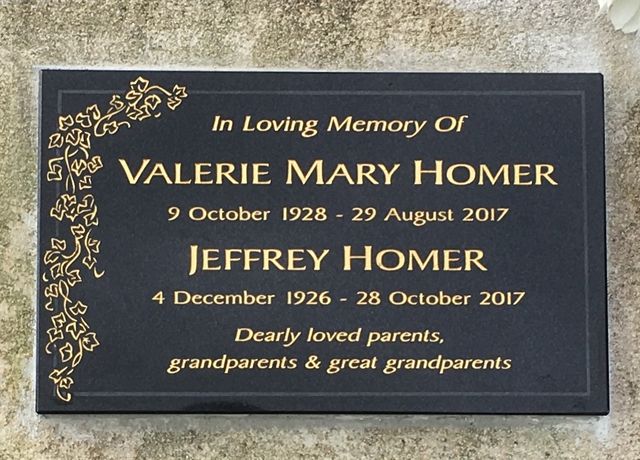 In Loving Memory Of
VALERIE MARY HOMER
9 October 1928 - 29 August 2017
JEFFREY HOMER
4 December 1926 - 28 October 2017
Dearly loved parents,
grandparents & great grandparents